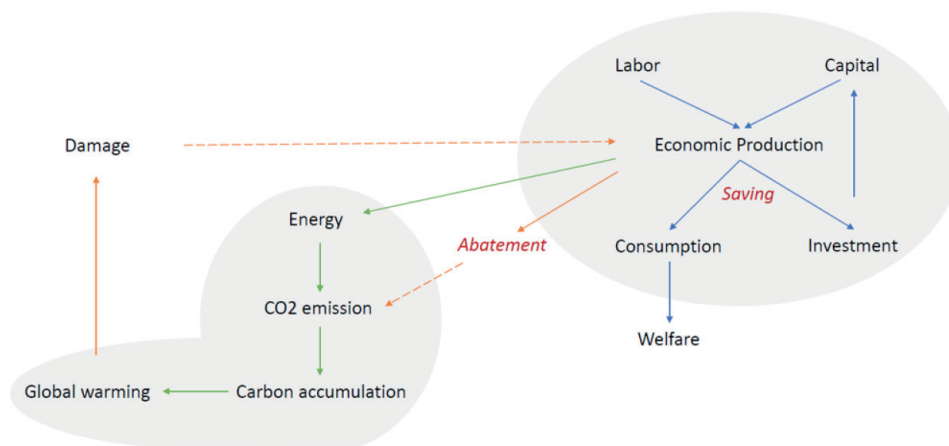 Labor
Capital
Damage
Economic Production
Saving
Energy
Abatement
Consumption
Investment
CO2 emission
Welfare
Global warming
Carbon accumulation